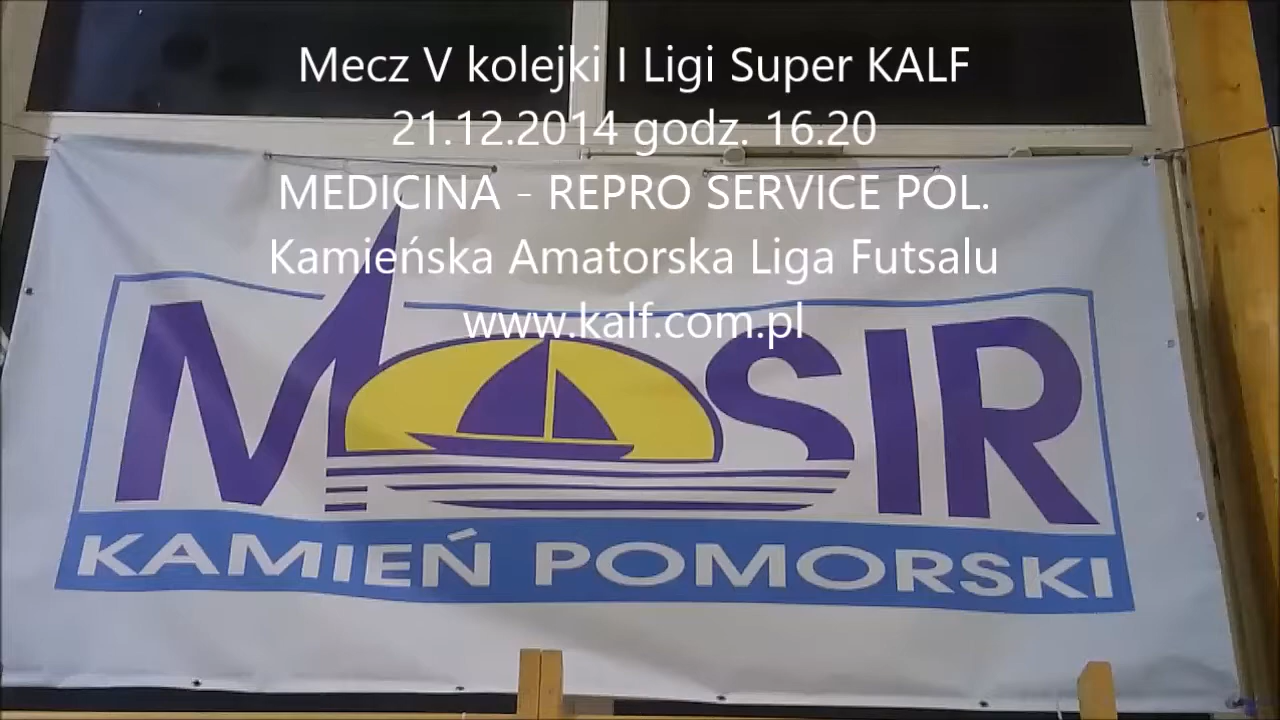 Mecz V kolejki I Ligi Super KALF
21.12.2014 godz. 16.20
MEDICINA - REPRO SERVICE POL.
Kamieńska Amatorska Liga Futsalu
www.kalf.com.pl
MOSIR
KAMIEŃ POMORSKI